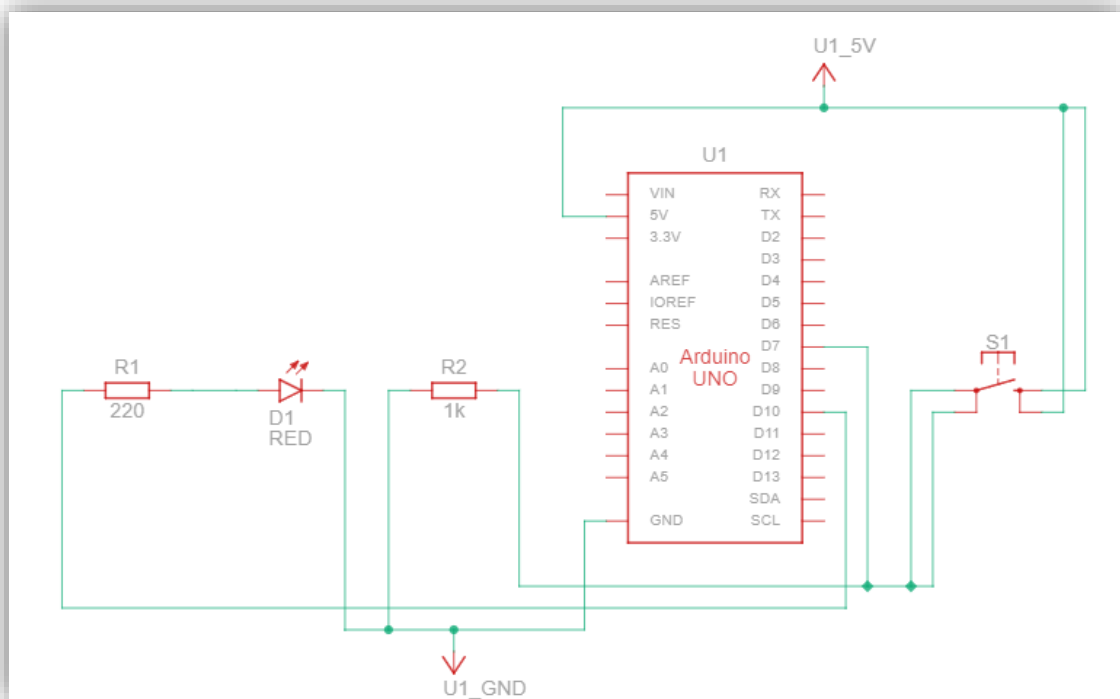 U1_5V
U1
VIN
5V
3.3V
AREF
IOREF
RES
A0
A1
A2
A3
A4
A5
GND
Arduino
UNO
RX
TX
D2
D3
D4
D5
D6
D7
D8
D9
D10
D11
D12
D13
SDA
SCL
S1
R1
220
D1
RED
R2
1k
U1_GND